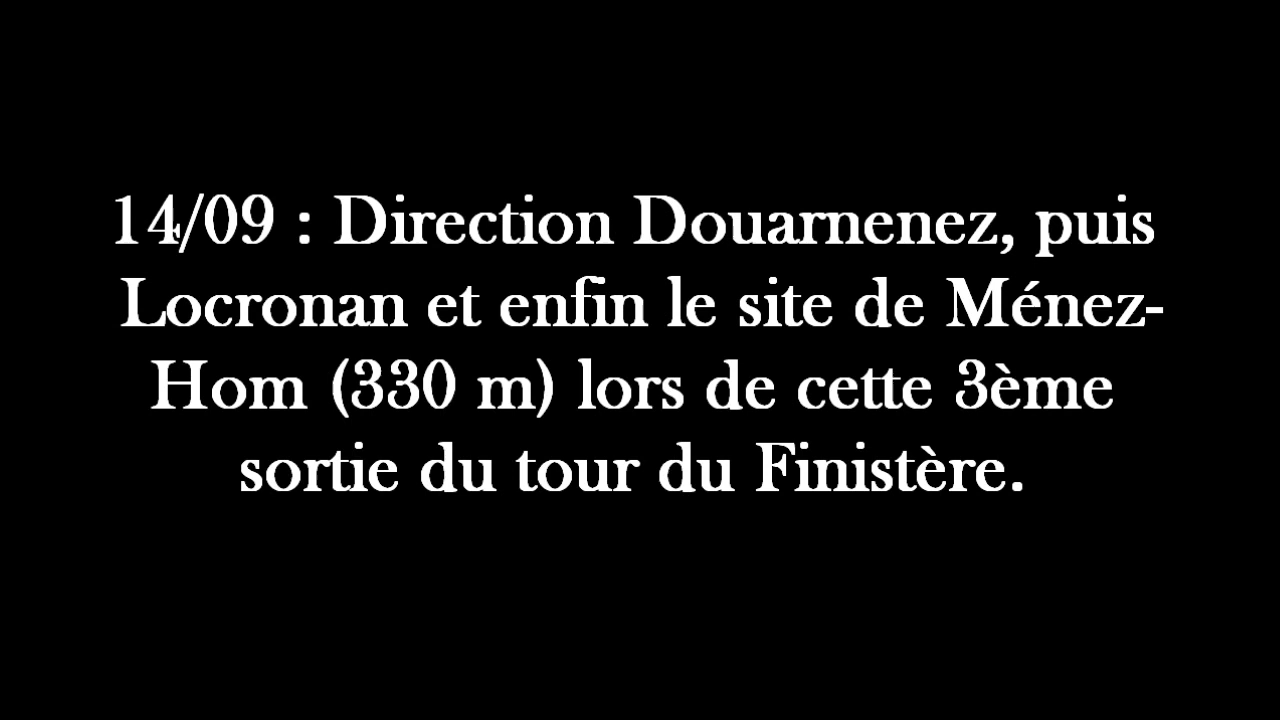 14/09 : Direction Douarnenez, puis
Locronan et enfin le site de Ménez-
Hom (330 m) lors de cette 3ème
sortie du tour du Finistère.